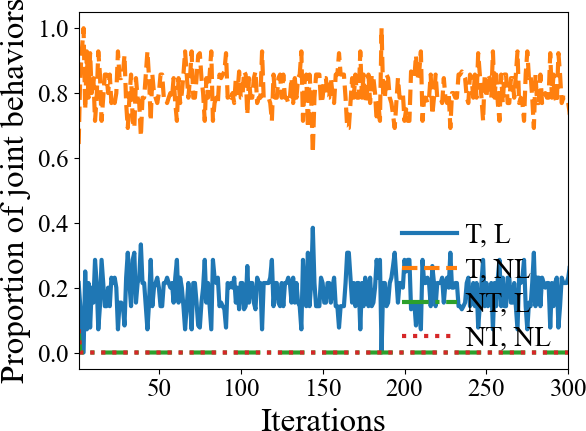 Proportion of joint behaviors
1.0
0.8
0.6
0.4
0.2
0.0
T, L
T, NL
NT, L
NT, NL
50
100
150
200
250
300
Iterations